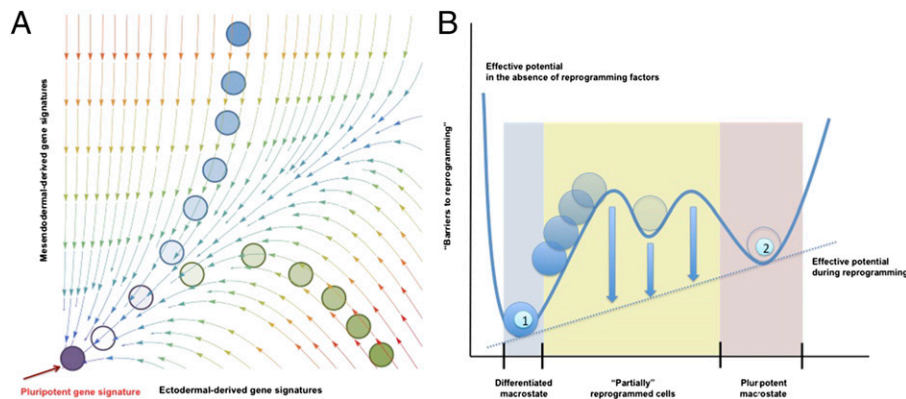 A
Mesendodermal-derived gene signatures
Pluripotent gene signature
Ectodermal-derived gene signatures
B
Effective potential
in the absence of reprogramming factors
"Barriers to reprogramming"
1
2
Effective potential
during reprogramming
Differentiated
macrostate
"Partially"
reprogrammed cells
Pluripotent
macrostate